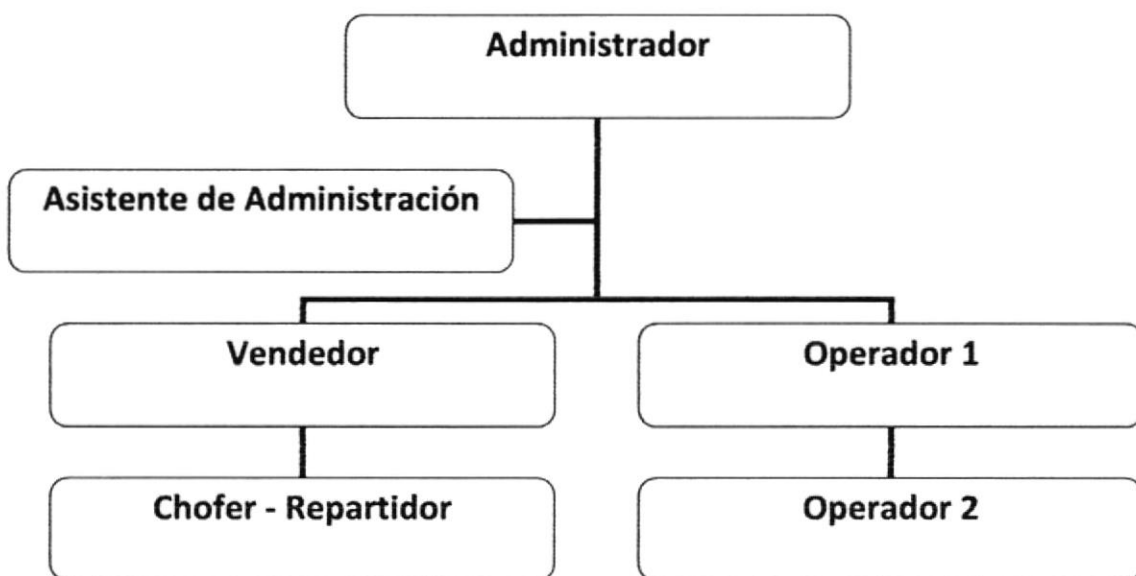 Administrador
Asistente de Administración
Vendedor
Operador 1
Chofer - Repartidor
Operador 2